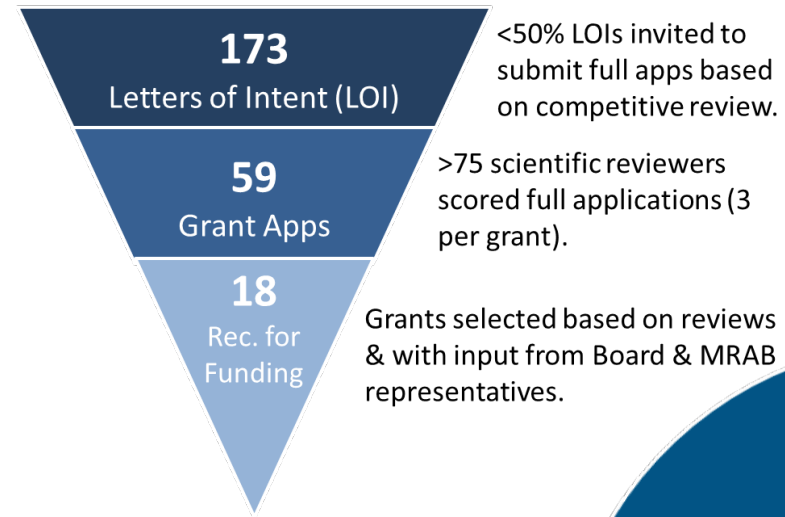 173
Letters of Intent (LOI)
<50% LOIs invited to
submit full apps based
on competitive review.
59
Grant Apps
>75 scientific reviewers
scored full applications (3
per grant).
18
Rec. for
Funding
Grants selected based on reviews
& with input from Board & MRAB
representatives.